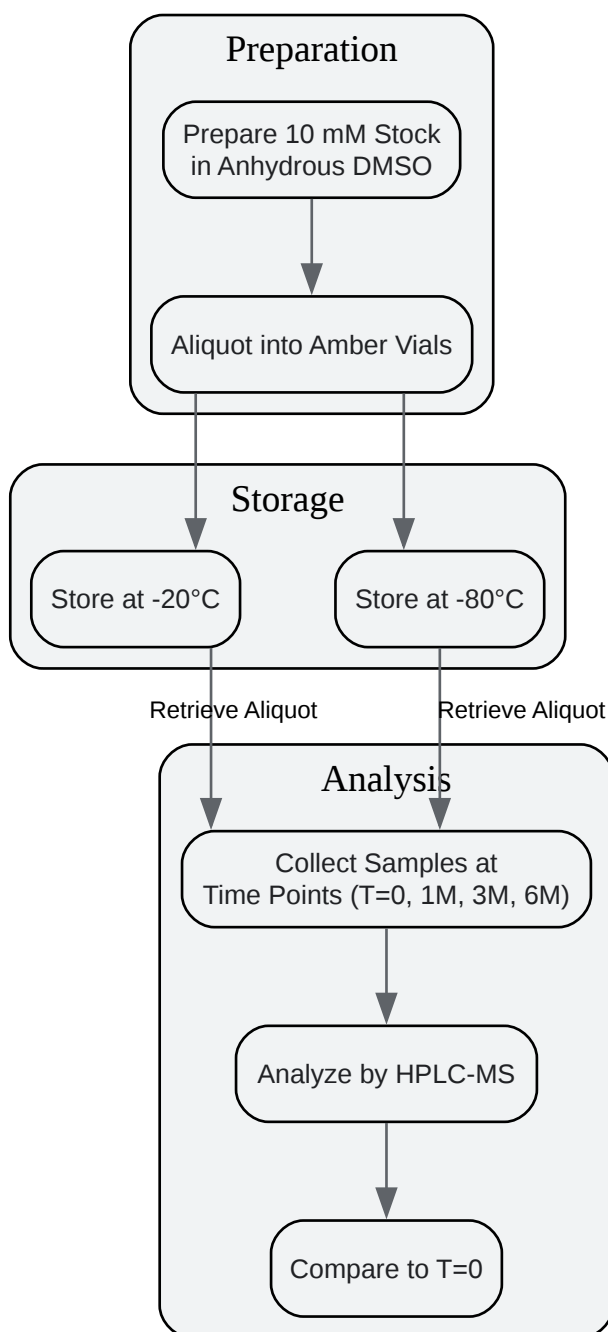 Preparation
Prepare 10 mM Stock
in Anhydrous DMSO
Aliquot into Amber Vials
Storage
Store at -20°C
Store at -80°C
Retrieve Aliquot
Retrieve Aliquot
Analysis
Collect Samples at
Time Points (T=0, 1M, 3M, 6M)
Analyze by HPLC-MS
Compare to T=0